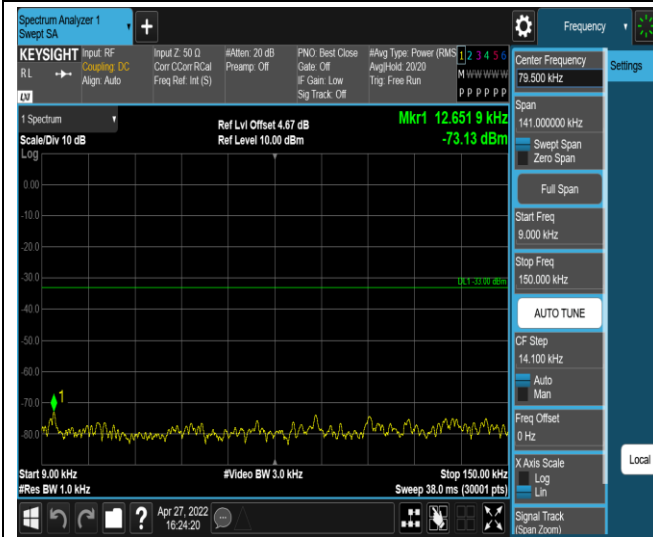 Spectrum Analyzer 1
Swept SA
+
Frequency
KEYSIGHT
RL
LXI
Input: RF
Coupling: DC
Align: Auto
Input Z: 50 Ω
Corr CCorr RCal
Freq Ref: Int (S)
#Atten: 20 dB
Preamp: Off
PNO: Best Close
Gate: Off
IF Gain: Low
Sig Track: Off
#Avg Type: Power (RMS
Avg|Hold: 20/20
Trig: Free Run
1 2 3 4 5 6
M W W W W W
P P P P P P
1 Spectrum
Scale/Div 10 dB
Log
Ref Lvl Offset 4.67 dB
Ref Level 10.00 dBm
Mkr1 12.651 9 kHz
-73.13 dBm
0.00
-10.0
-20.0
-30.0
-40.0
-50.0
-60.0
-70.0
-80.0
DL1 -33.00 dBm
1
Start 9.00 kHz
#Res BW 1.0 kHz
#Video BW 3.0 kHz
Stop 150.00 kHz
Sweep 38.0 ms (30001 pts)
?
Apr 27, 2022
16:24:20
Center Frequency
79.500 kHz
Span
141.000000 kHz
Swept Span
Zero Span
Full Span
Start Freq
9.000 kHz
Stop Freq
150.000 kHz
AUTO TUNE
CF Step
14.100 kHz
Auto
Man
Freq Offset
0 Hz
X Axis Scale
Log
Lin
Signal Track
(Span Zoom)
Settings
Local